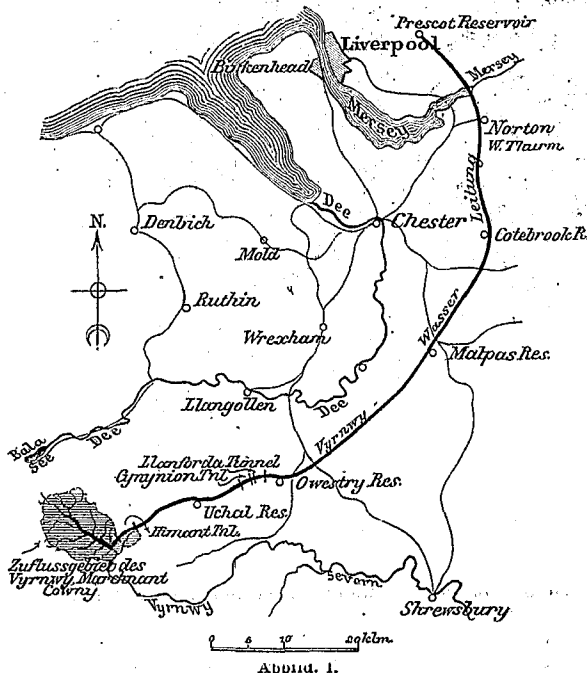 Prescot Reservoir
Liverpool
Birkenhead
Mersey
Mersey
Norton
W. Thurm.
Leitung
Dee
Chester
Cotebrook R.
N.
Denbich
Mold
Ruthin
Wrexham
Wasser
Malpas Res.
Llangollen
Dee
Vyrnwy
Bala
See
Dee
Llanforda Tunnel
Cynynion Tnl.
Owestry Res.
Uchal Res.
Hirnant Tnl.
Zuflussgebiet des
Vyrnwy, Marchnant
Cowny
Vyrnwy
Severn
Shrewsbury
0 5 10 20 klm.
Abbild. 1.